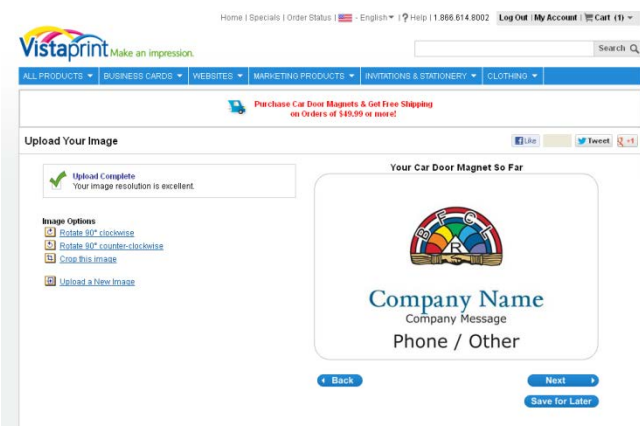 Home | Specials | Order Status | - English | ? Help | 1.866.614.8002 Log Out | My Account | Cart (1)
Vistaprint Make an impression.
Search
ALL PRODUCTS BUSINESS CARDS WEBSITES MARKETING PRODUCTS INVITATIONS & STATIONERY CLOTHING
Purchase Car Door Magnets & Get Free Shipping
on Orders of $49.99 or more!
Upload Your Image
Like Tweet +1
Upload Complete
Your image resolution is excellent.
Image Options
Rotate 90° clockwise
Rotate 90° counter-clockwise
Crop this image
Upload a New Image
Your Car Door Magnet So Far
B F C L
R
Company Name
Company Message
Phone / Other
Back Next
Save for Later